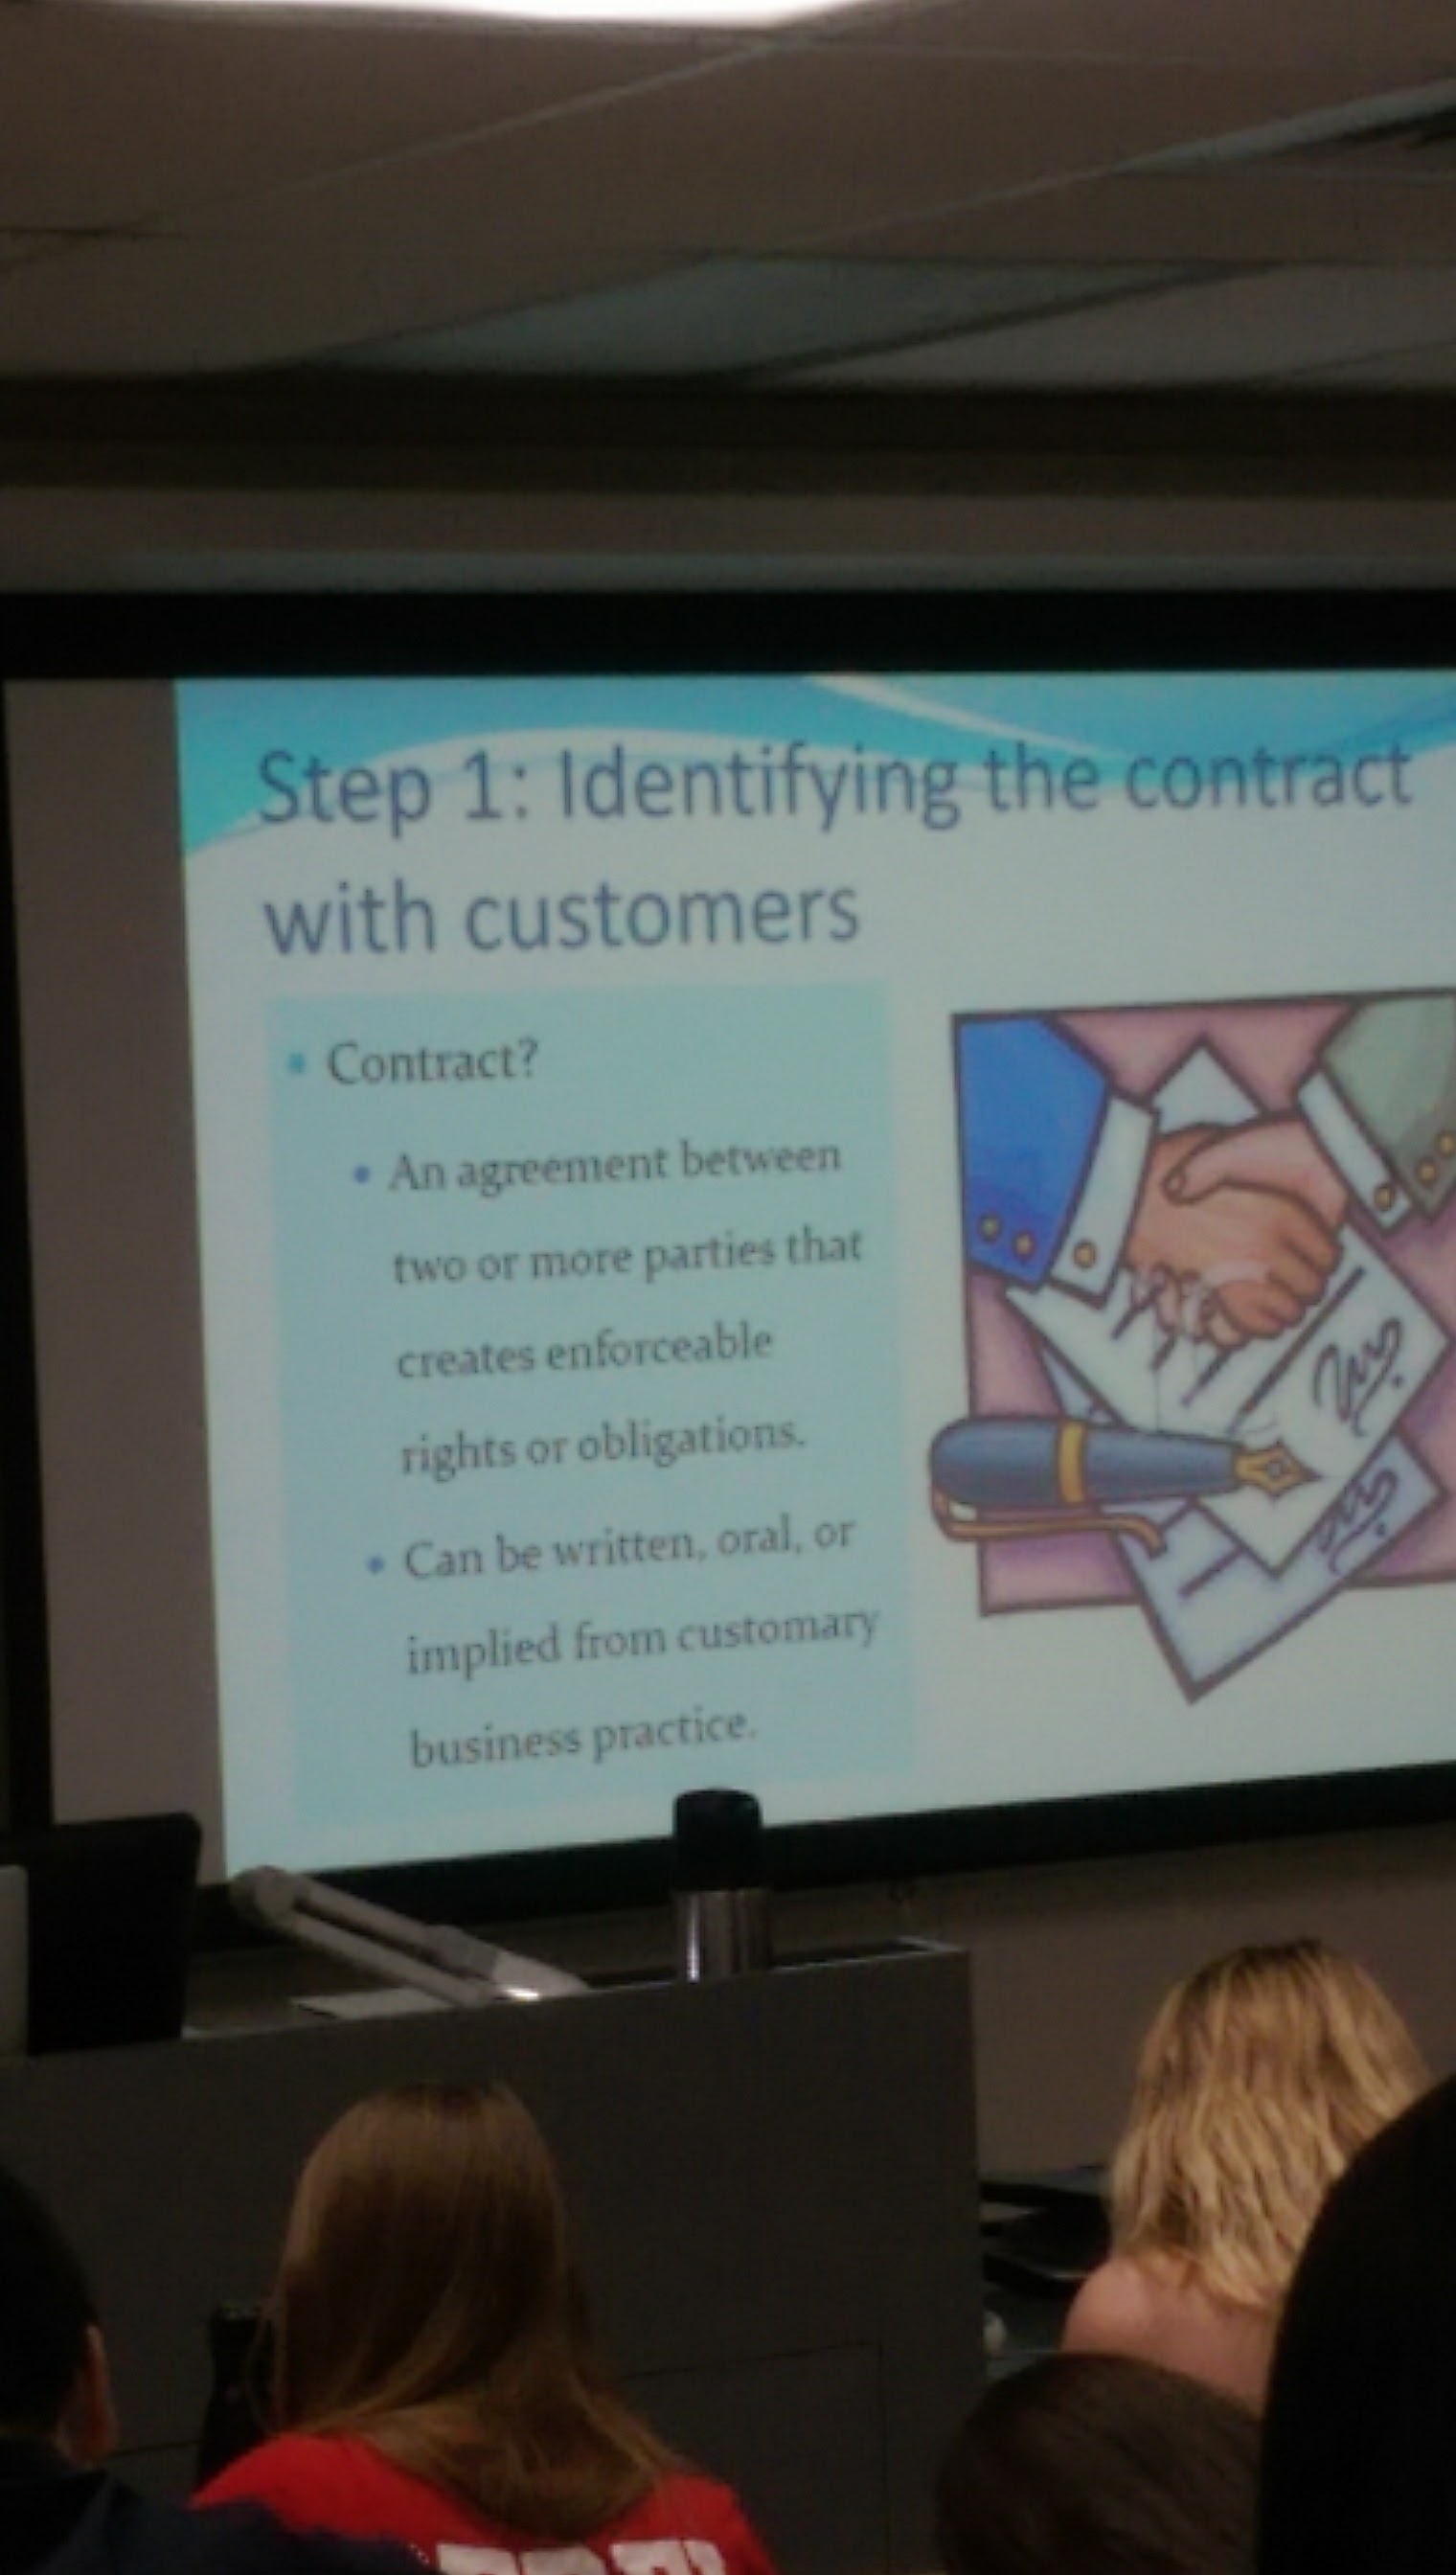 Step 1: Identifying the contract
with customers
Contract?
An agreement between
two or more parties that
creates enforceable
rights or obligations.
Can be written, oral, or
implied from customary
business practice.